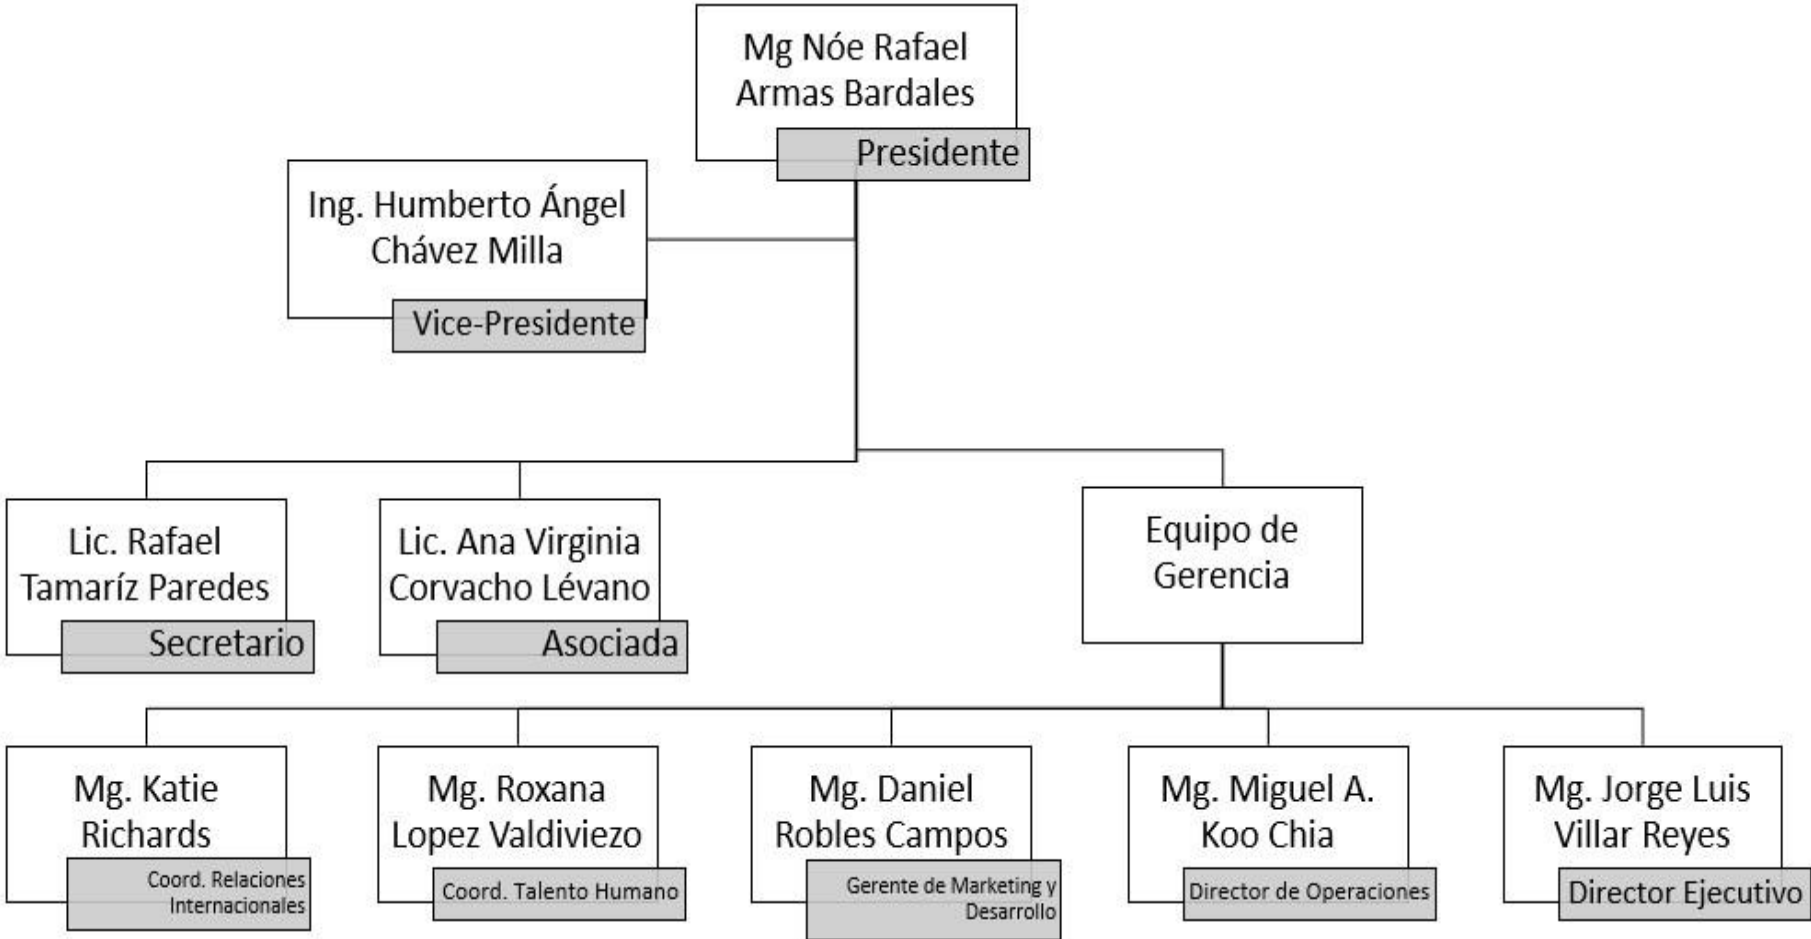 Mg Nóe Rafael
Armas Bardales
Presidente
Ing. Humberto Ángel
Chávez Milla
Vice-Presidente
Lic. Rafael
Tamaríz Paredes
Secretario
Lic. Ana Virginia
Corvacho Lévano
Asociada
Equipo de
Gerencia
Mg. Katie
Richards
Coord. Relaciones
Internacionales
Mg. Roxana
Lopez Valdiviezo
Coord. Talento Humano
Mg. Daniel
Robles Campos
Gerente de Marketing y
Desarrollo
Mg. Miguel A.
Koo Chia
Director de Operaciones
Mg. Jorge Luis
Villar Reyes
Director Ejecutivo